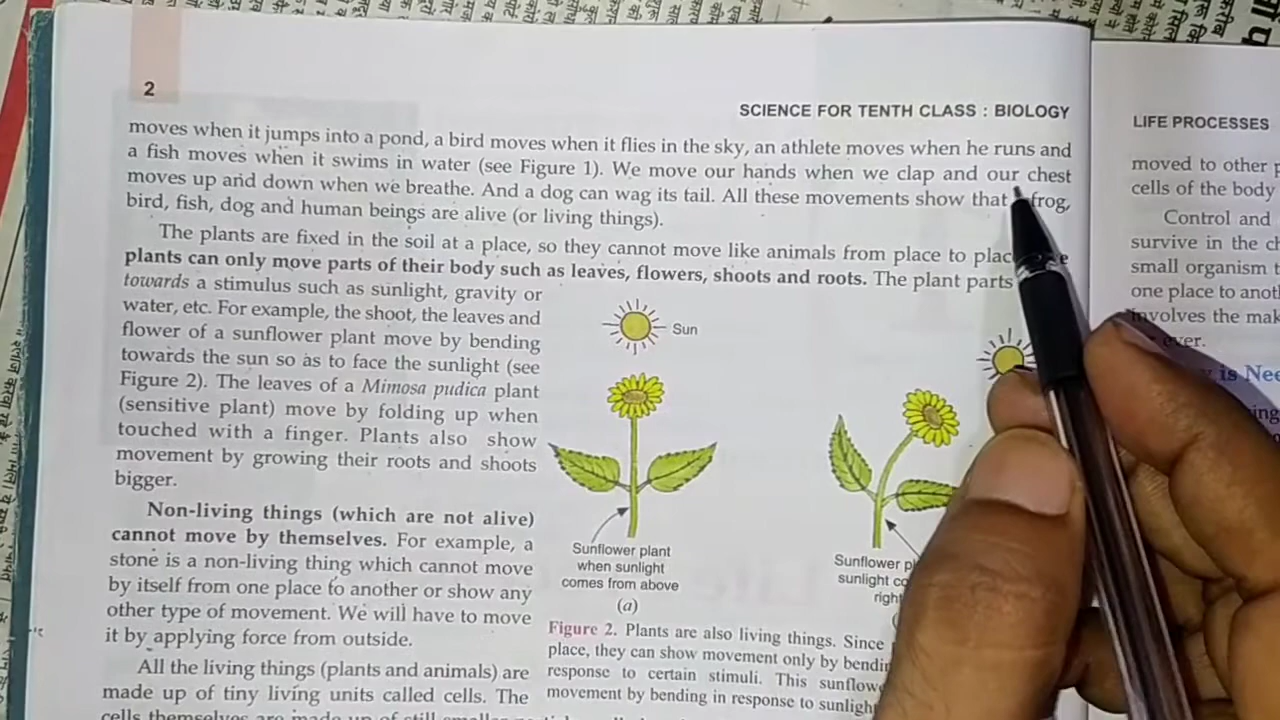 2
SCIENCE FOR TENTH CLASS : BIOLOGY
moves when it jumps into a pond, a bird moves when it flies in the sky, an athlete moves when he runs and
a fish moves when it swims in water (see Figure 1). We move our hands when we clap and our chest
moves up and down when we breathe. And a dog can wag its tail. All these movements show that frog,
bird, fish, dog and human beings are alive (or living things).
The plants are fixed in the soil at a place, so they cannot move like animals from place to
plants can only move parts of their body such as leaves, flowers, shoots and roots. The plant parts
towards a stimulus such as sunlight, gravity or
water, etc. For example, the shoot, the leaves and
flower of a sunflower plant move by bending
towards the sun so as to face the sunlight (see
Figure 2). The leaves of a Mimosa pudica plant
(sensitive plant) move by folding up when
touched with a finger. Plants also show
movement by growing their roots and shoots
bigger.
Non-living things (which are not alive)
cannot move by themselves. For example, a
stone is a non-living thing which cannot move
by itself from one place to another or show any
other type of movement. We will have to move
it by applying force from outside.
All the living things (plants and animals) are
made up of tiny living units called cells. The
cells themselves are made up of still smaller
Sun
Sunflower plant
when sunlight
comes from above
(a)
Sunflower
sunlight
Figure 2. Plants are also living things. Since
place, they can show movement only by
response to certain stimuli. This
movement by bending in response to sunlight
LIFE PROCESSES
moved to other
cells of the body
Control and
survive in the
small organism
one place to
involves the
ever.
is